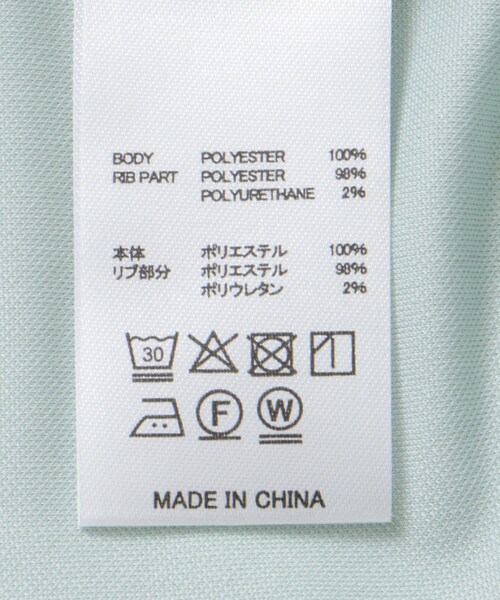 BODY POLYESTER 100%
RIB PART POLYESTER 98%
POLYURETHANE 2%
本体 ポリエステル 100%
リブ部分 ポリエステル 98%
ポリウレタン 2%
30
F W
MADE IN CHINA